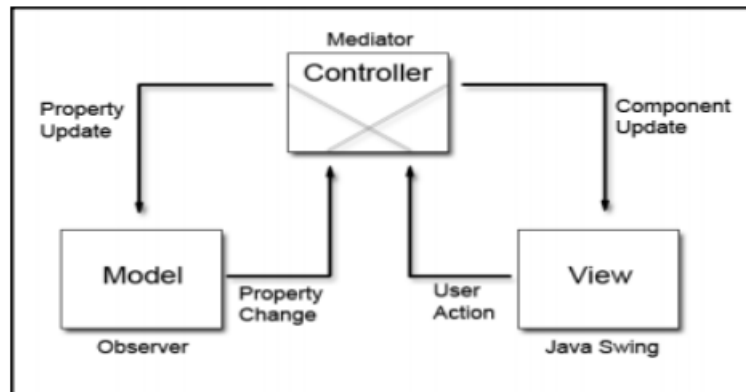 Mediator
Controller
Property
Update
Component
Update
Model
Property
Change
User
Action
View
Observer
Java Swing